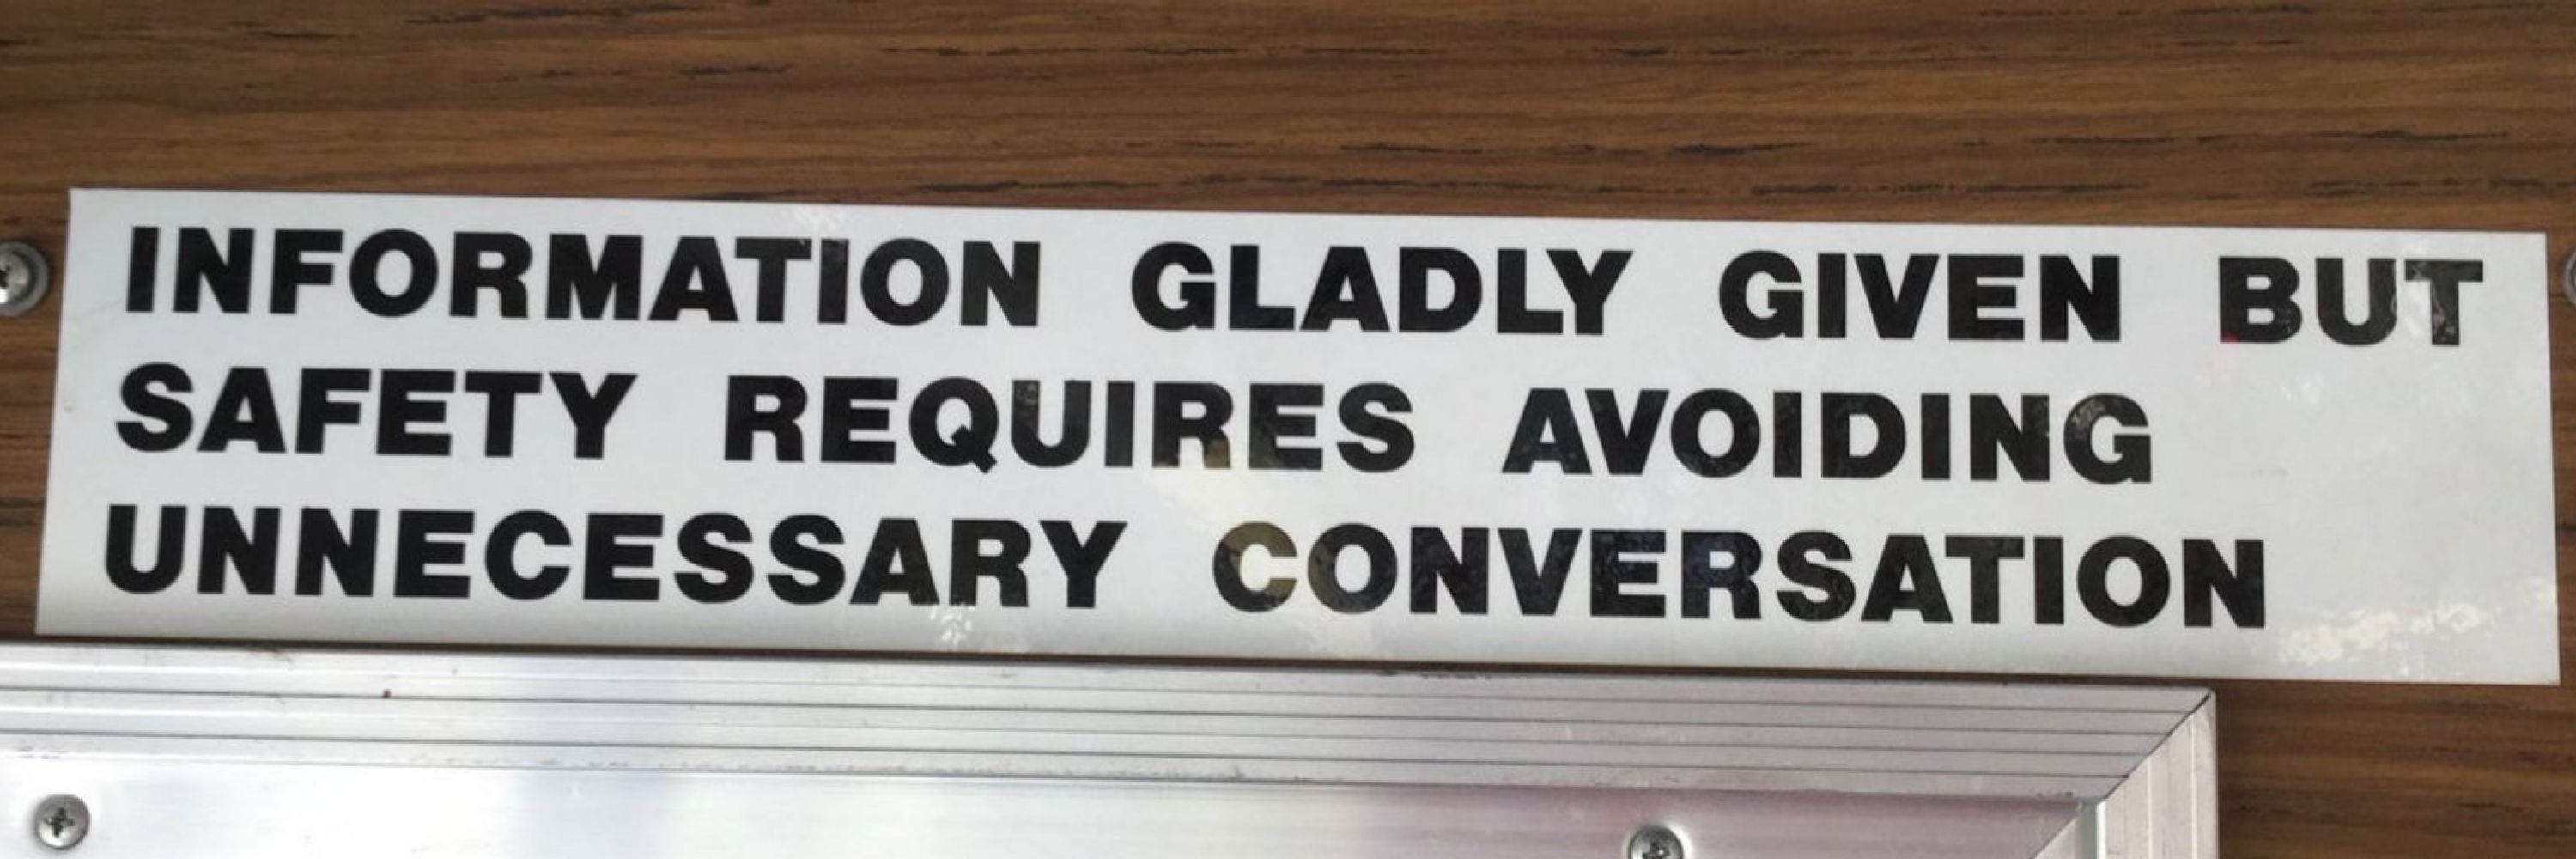 INFORMATION GLADLY GIVEN BUT
SAFETY REQUIRES AVOIDING
UNNECESSARY CONVERSATION